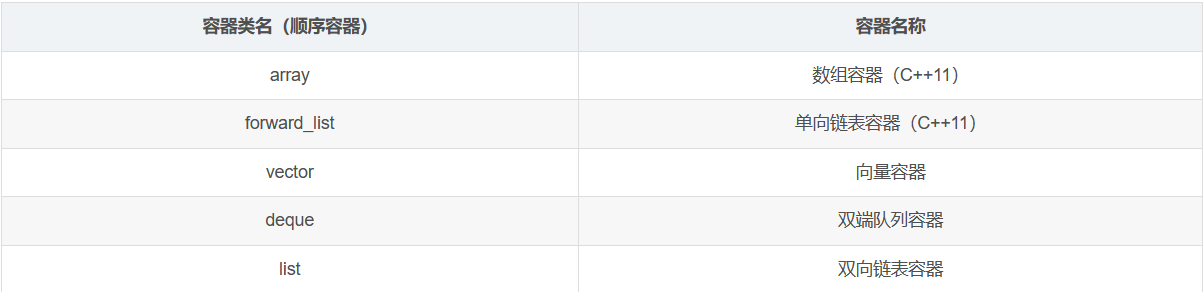 容器类名（顺序容器） 容器名称
array 数组容器（C++11）
forward_list 单向链表容器（C++11）
vector 向量容器
deque 双端队列容器
list 双向链表容器